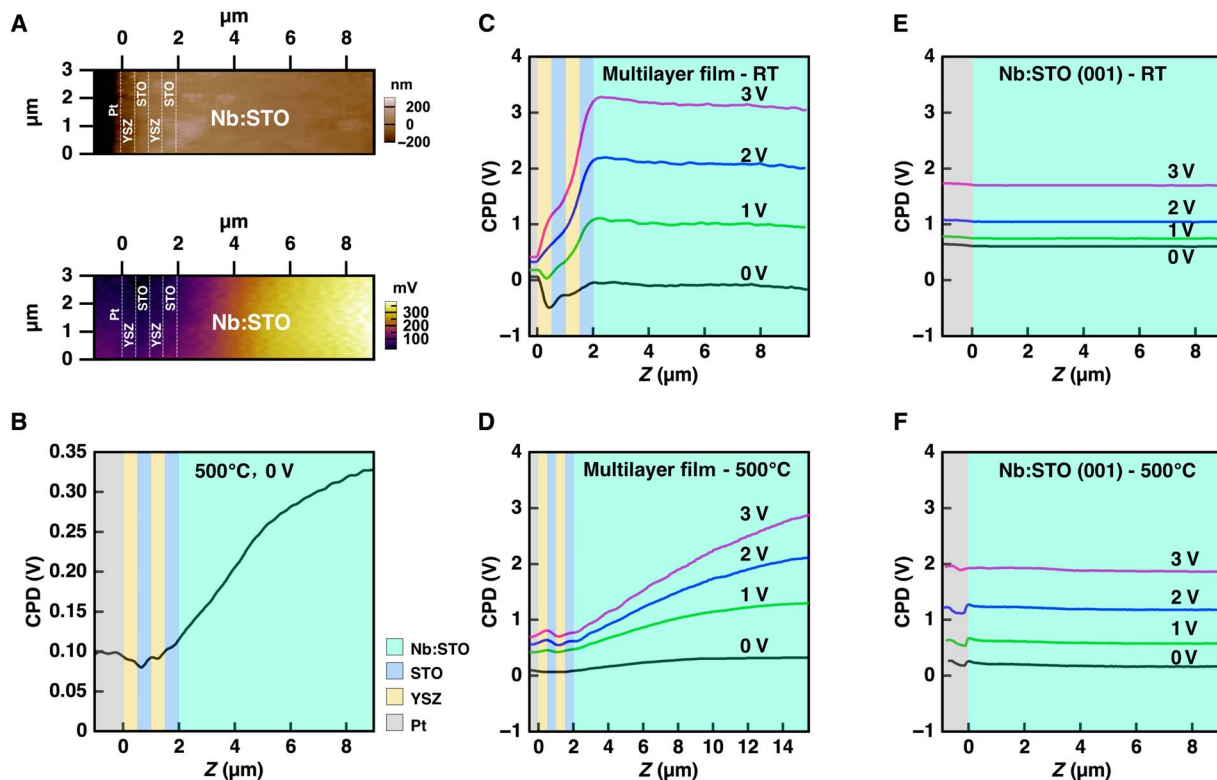 A
µm
0 2 4 6 8
3
2
1
0
µm
Pt
YSZ
STO
YSZ
STO
Nb:STO
nm
200
0
−200
µm
0 2 4 6 8
3
2
1
0
µm
Pt
YSZ
STO
YSZ
STO
Nb:STO
mV
300
200
100
B
500°C, 0 V
0.35
0.30
0.25
0.20
0.15
0.10
0.05
0.00
CPD (V)
0 2 4 6 8
Z (µm)
Nb:STO
STO
YSZ
Pt
C
Multilayer film - RT
3 V
2 V
1 V
0 V
4
3
2
1
0
−1
CPD (V)
0 2 4 6 8
Z (µm)
D
Multilayer film - 500°C
3 V
2 V
1 V
0 V
4
3
2
1
0
−1
CPD (V)
0 2 4 6 8 10 12 14
Z (µm)
E
Nb:STO (001) - RT
3 V
2 V
1 V
0 V
4
3
2
1
0
−1
CPD (V)
0 2 4 6 8
Z (µm)
F
Nb:STO (001) - 500°C
3 V
2 V
1 V
0 V
4
3
2
1
0
−1
CPD (V)
0 2 4 6 8
Z (µm)